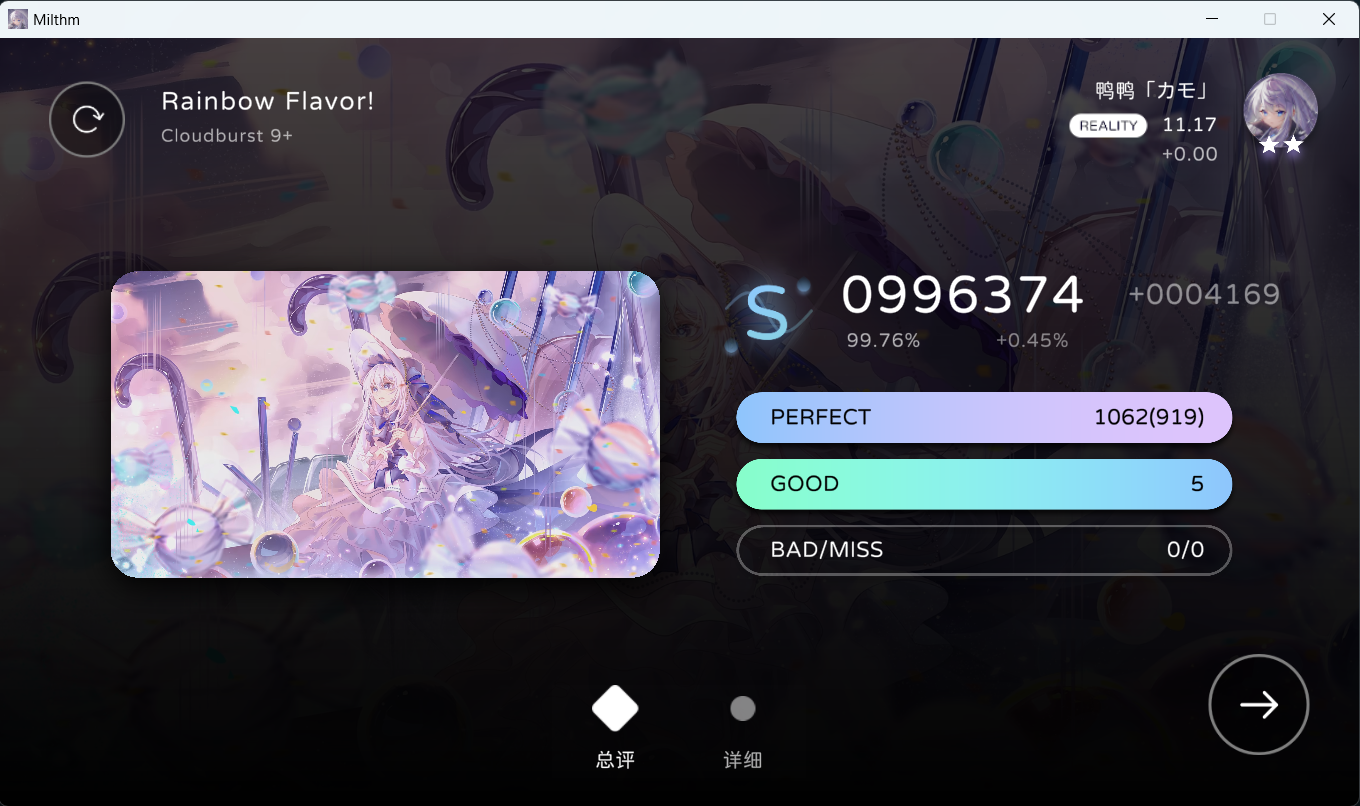 Milthm
Rainbow Flavor!
Cloudburst 9+
鸭鸭「カモ」
REALITY 11.17
+0.00
S 0996374 +0004169
99.76% +0.45%
PERFECT 1062(919)
GOOD 5
BAD/MISS 0/0
总评 详细